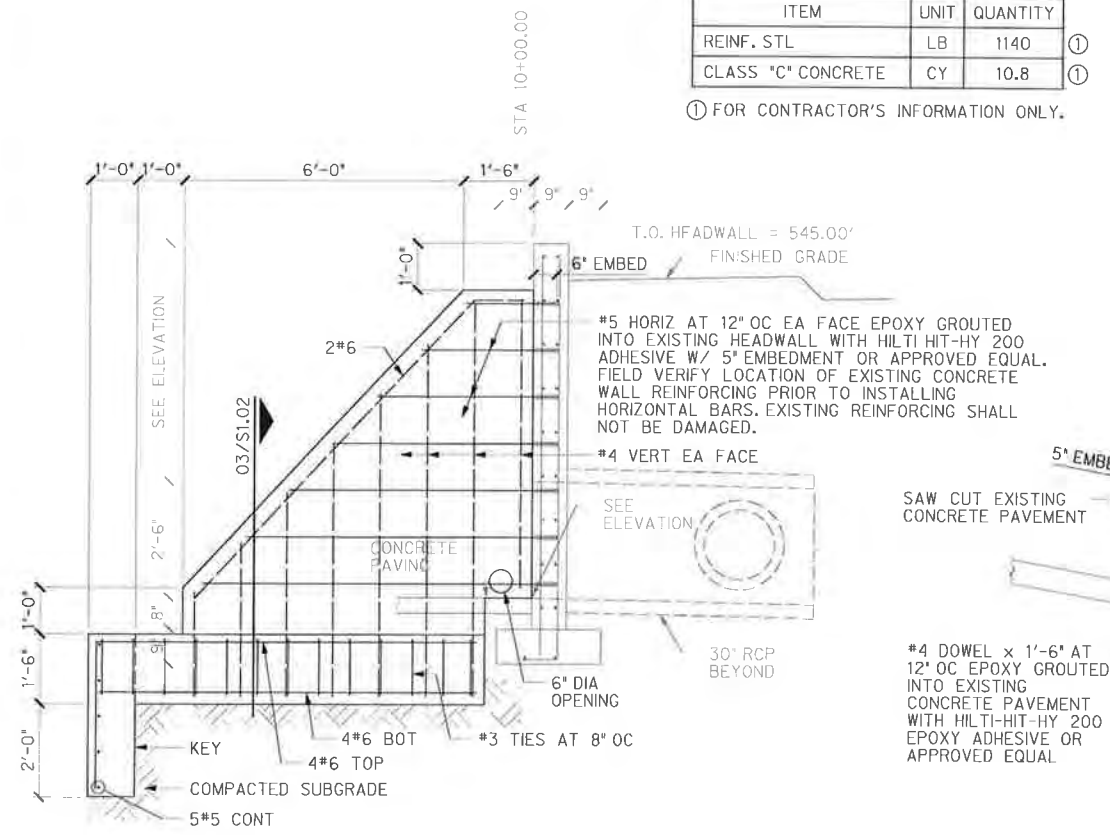 ITEM UNIT QUANTITY
REINF. STL LB 1140 ①
CLASS "C" CONCRETE CY 10.8 ①
① FOR CONTRACTOR'S INFORMATION ONLY.
STA 10+00.00
1'-0" 1'-0" 6'-0" 1'-6"
9' 9" 9"
T.O. HEADWALL = 545.00'
FINISHED GRADE
1'-0"
6" EMBED
#5 HORIZ AT 12" OC EA FACE EPOXY GROUTED
INTO EXISTING HEADWALL WITH HILTI HIT-HY 200
ADHESIVE W/ 5" EMBEDMENT OR APPROVED EQUAL.
FIELD VERIFY LOCATION OF EXISTING CONCRETE
WALL REINFORCING PRIOR TO INSTALLING
HORIZONTAL BARS. EXISTING REINFORCING SHALL
NOT BE DAMAGED.
2#6
SEE ELEVATION
03/S1.02
#4 VERT EA FACE
5" EMBE
SAW CUT EXISTING
CONCRETE PAVEMENT
SEE
ELEVATION
CONCRETE
PAVING
2'-6"
8"
9"
1'-0"
1'-6"
2'-0"
30" RCP
BEYOND
6" DIA
OPENING
#4 DOWEL x 1'-6" AT
12" OC EPOXY GROUTED
INTO EXISTING
CONCRETE PAVEMENT
WITH HILTI-HIT-HY 200
EPOXY ADHESIVE OR
APPROVED EQUAL
4#6 BOT
#3 TIES AT 8" OC
KEY
4#6 TOP
COMPACTED SUBGRADE
5#5 CONT